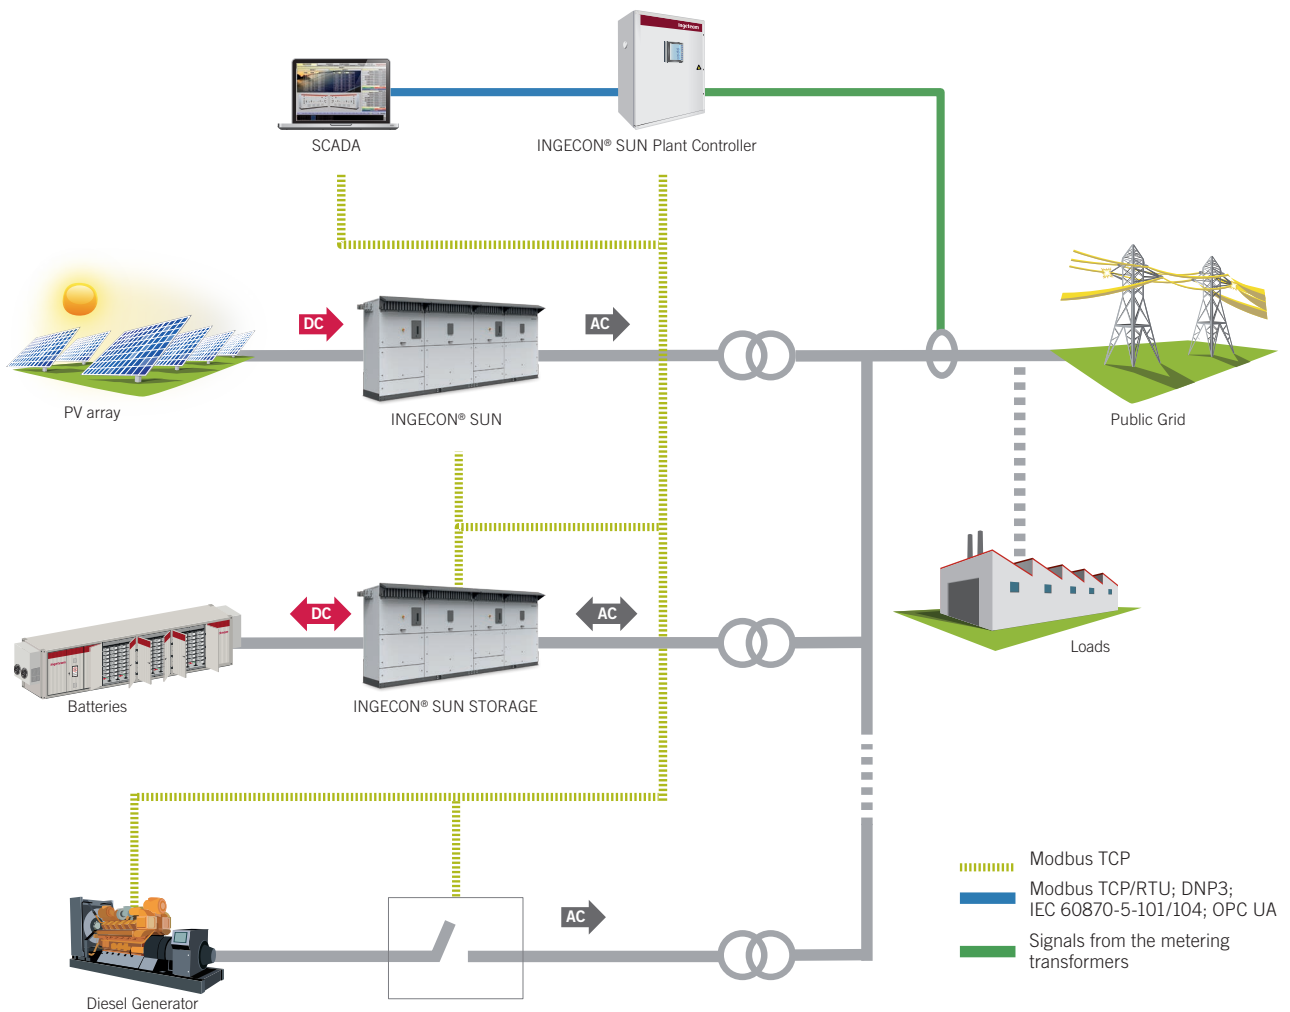 ingeteam
SCADA
INGECON® SUN Plant Controller
DC
AC
PV array
INGECON® SUN
Public Grid
DC
AC
Loads
Batteries
INGECON® SUN STORAGE
AC
Diesel Generator
Modbus TCP
Modbus TCP/RTU; DNP3;
IEC 60870-5-101/104; OPC UA
Signals from the metering
transformers